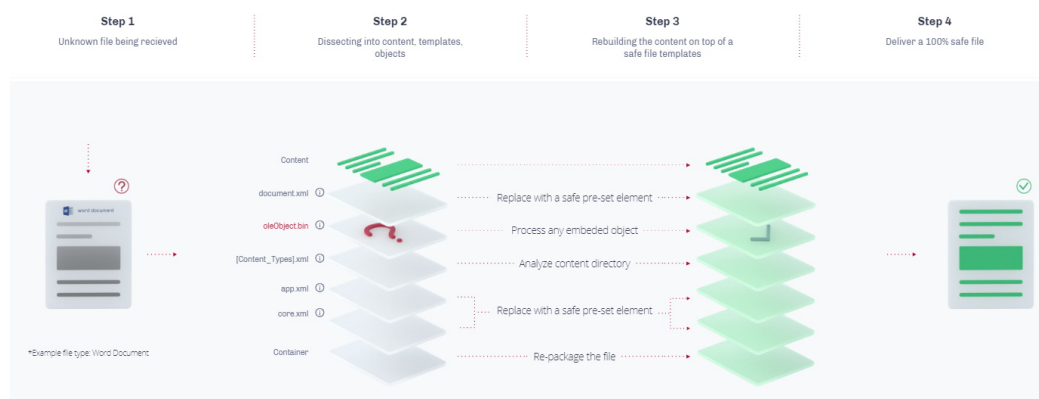 Step 1
Unknown file being recieved
Step 2
Dissecting into content, templates,
objects
Step 3
Rebuilding the content on top of a
safe file templates
Step 4
Deliver a 100% safe file
?
word document
*Example file type: Word Document
Content
document.xml
oleObject.bin
[Content_Types].xml
app.xml
core.xml
Container
Replace with a safe pre-set element
Process any embeded object
Analyze content directory
Replace with a safe pre-set element
Re-package the file